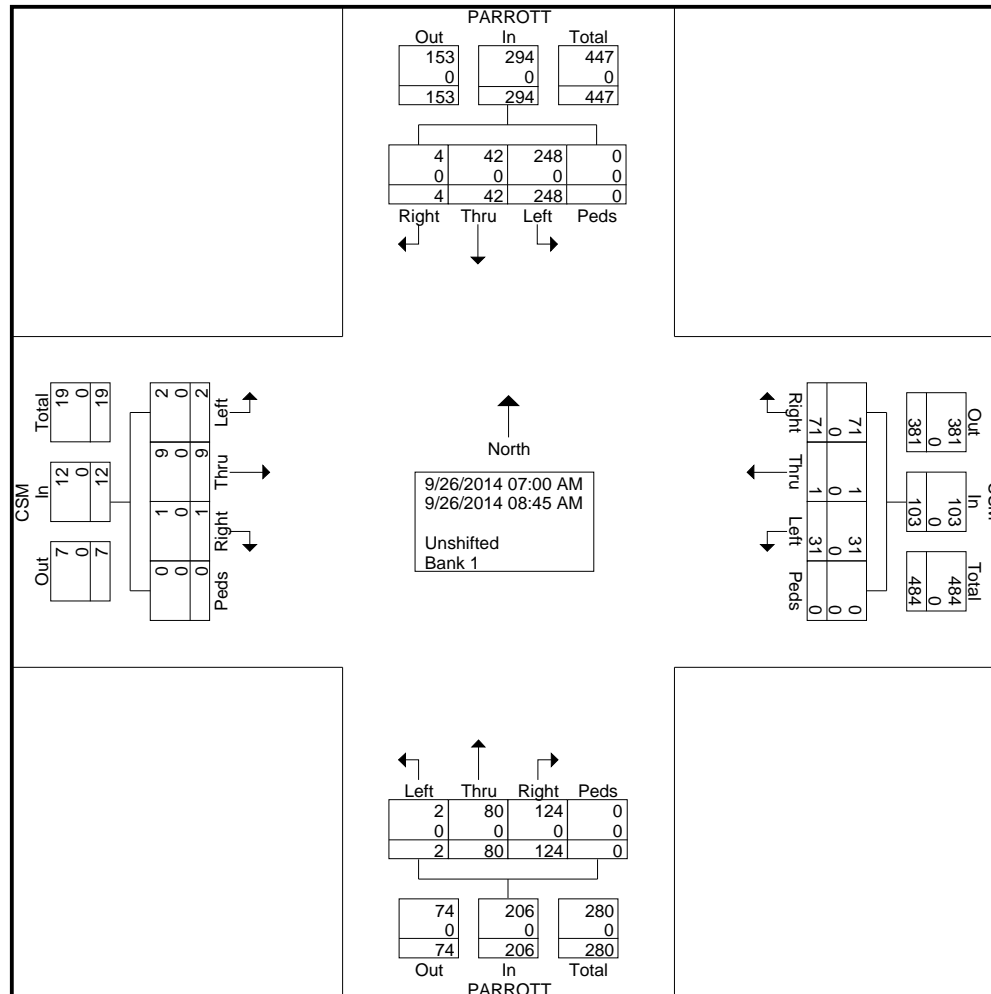 PARROTT
Out In Total
153 294 447
0 0 0
153 294 447
4 42 248 0
0 0 0 0
4 42 248 0
Right Thru Left Peds
CSM
Total In Out
19 12 7
0 0 0
19 12 7
Left Thru Right Peds
2 9 1 0
0 0 0 0
2 9 1 0
North
9/26/2014 07:00 AM
9/26/2014 08:45 AM
Unshifted
Bank 1
Right Thru Left Peds
71 1 31 0
0 0 0 0
71 1 31 0
Out In Total
381 103 484
0 0 0
381 103 484
CSM
Left Thru Right Peds
2 80 124 0
0 0 0 0
2 80 124 0
74 206 280
0 0 0
74 206 280
Out In Total
PARROTT